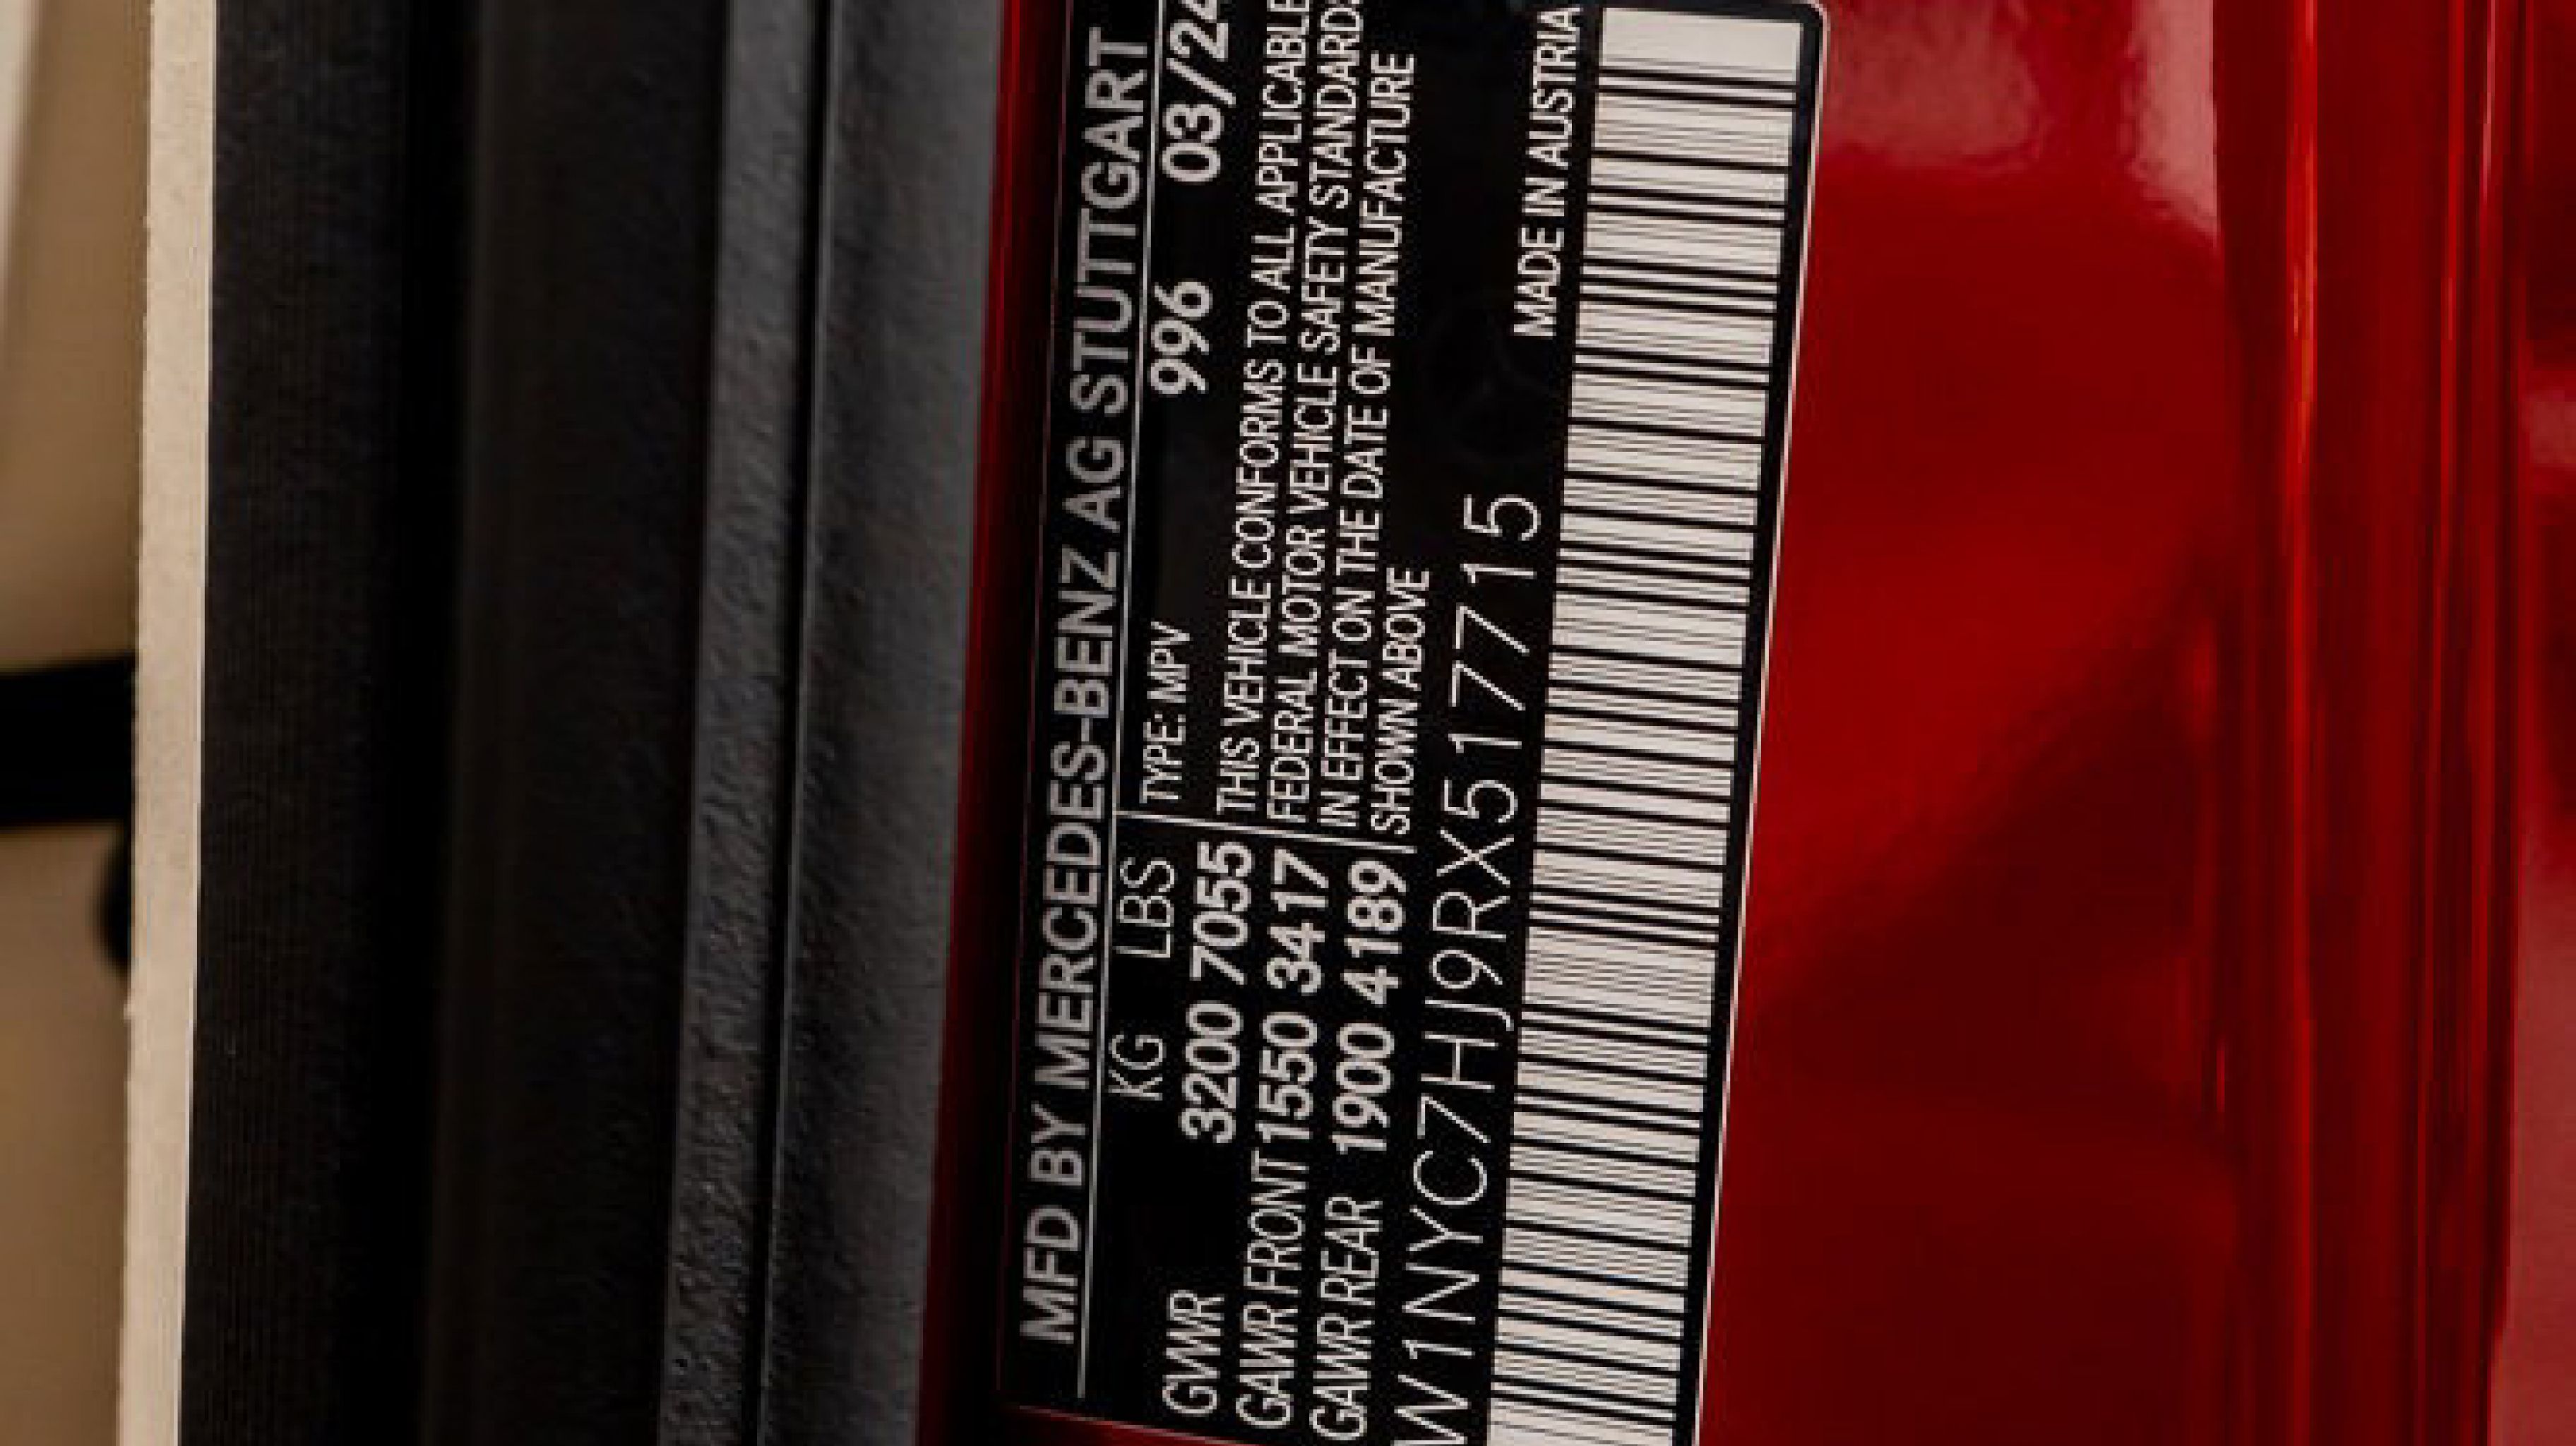 MFD BY MERCEDES-BENZ AG STUTTGART
KG LBS
GVWR 3200 7055
GAWR FRONT 1550 3417
GAWR REAR 1900 4189
TYPE: MPV 996 03/24
THIS VEHICLE CONFORMS TO ALL APPLICABLE
FEDERAL MOTOR VEHICLE SAFETY STANDARDS
IN EFFECT ON THE DATE OF MANUFACTURE
SHOWN ABOVE
W1NYC7HJ9RX517715
MADE IN AUSTRIA